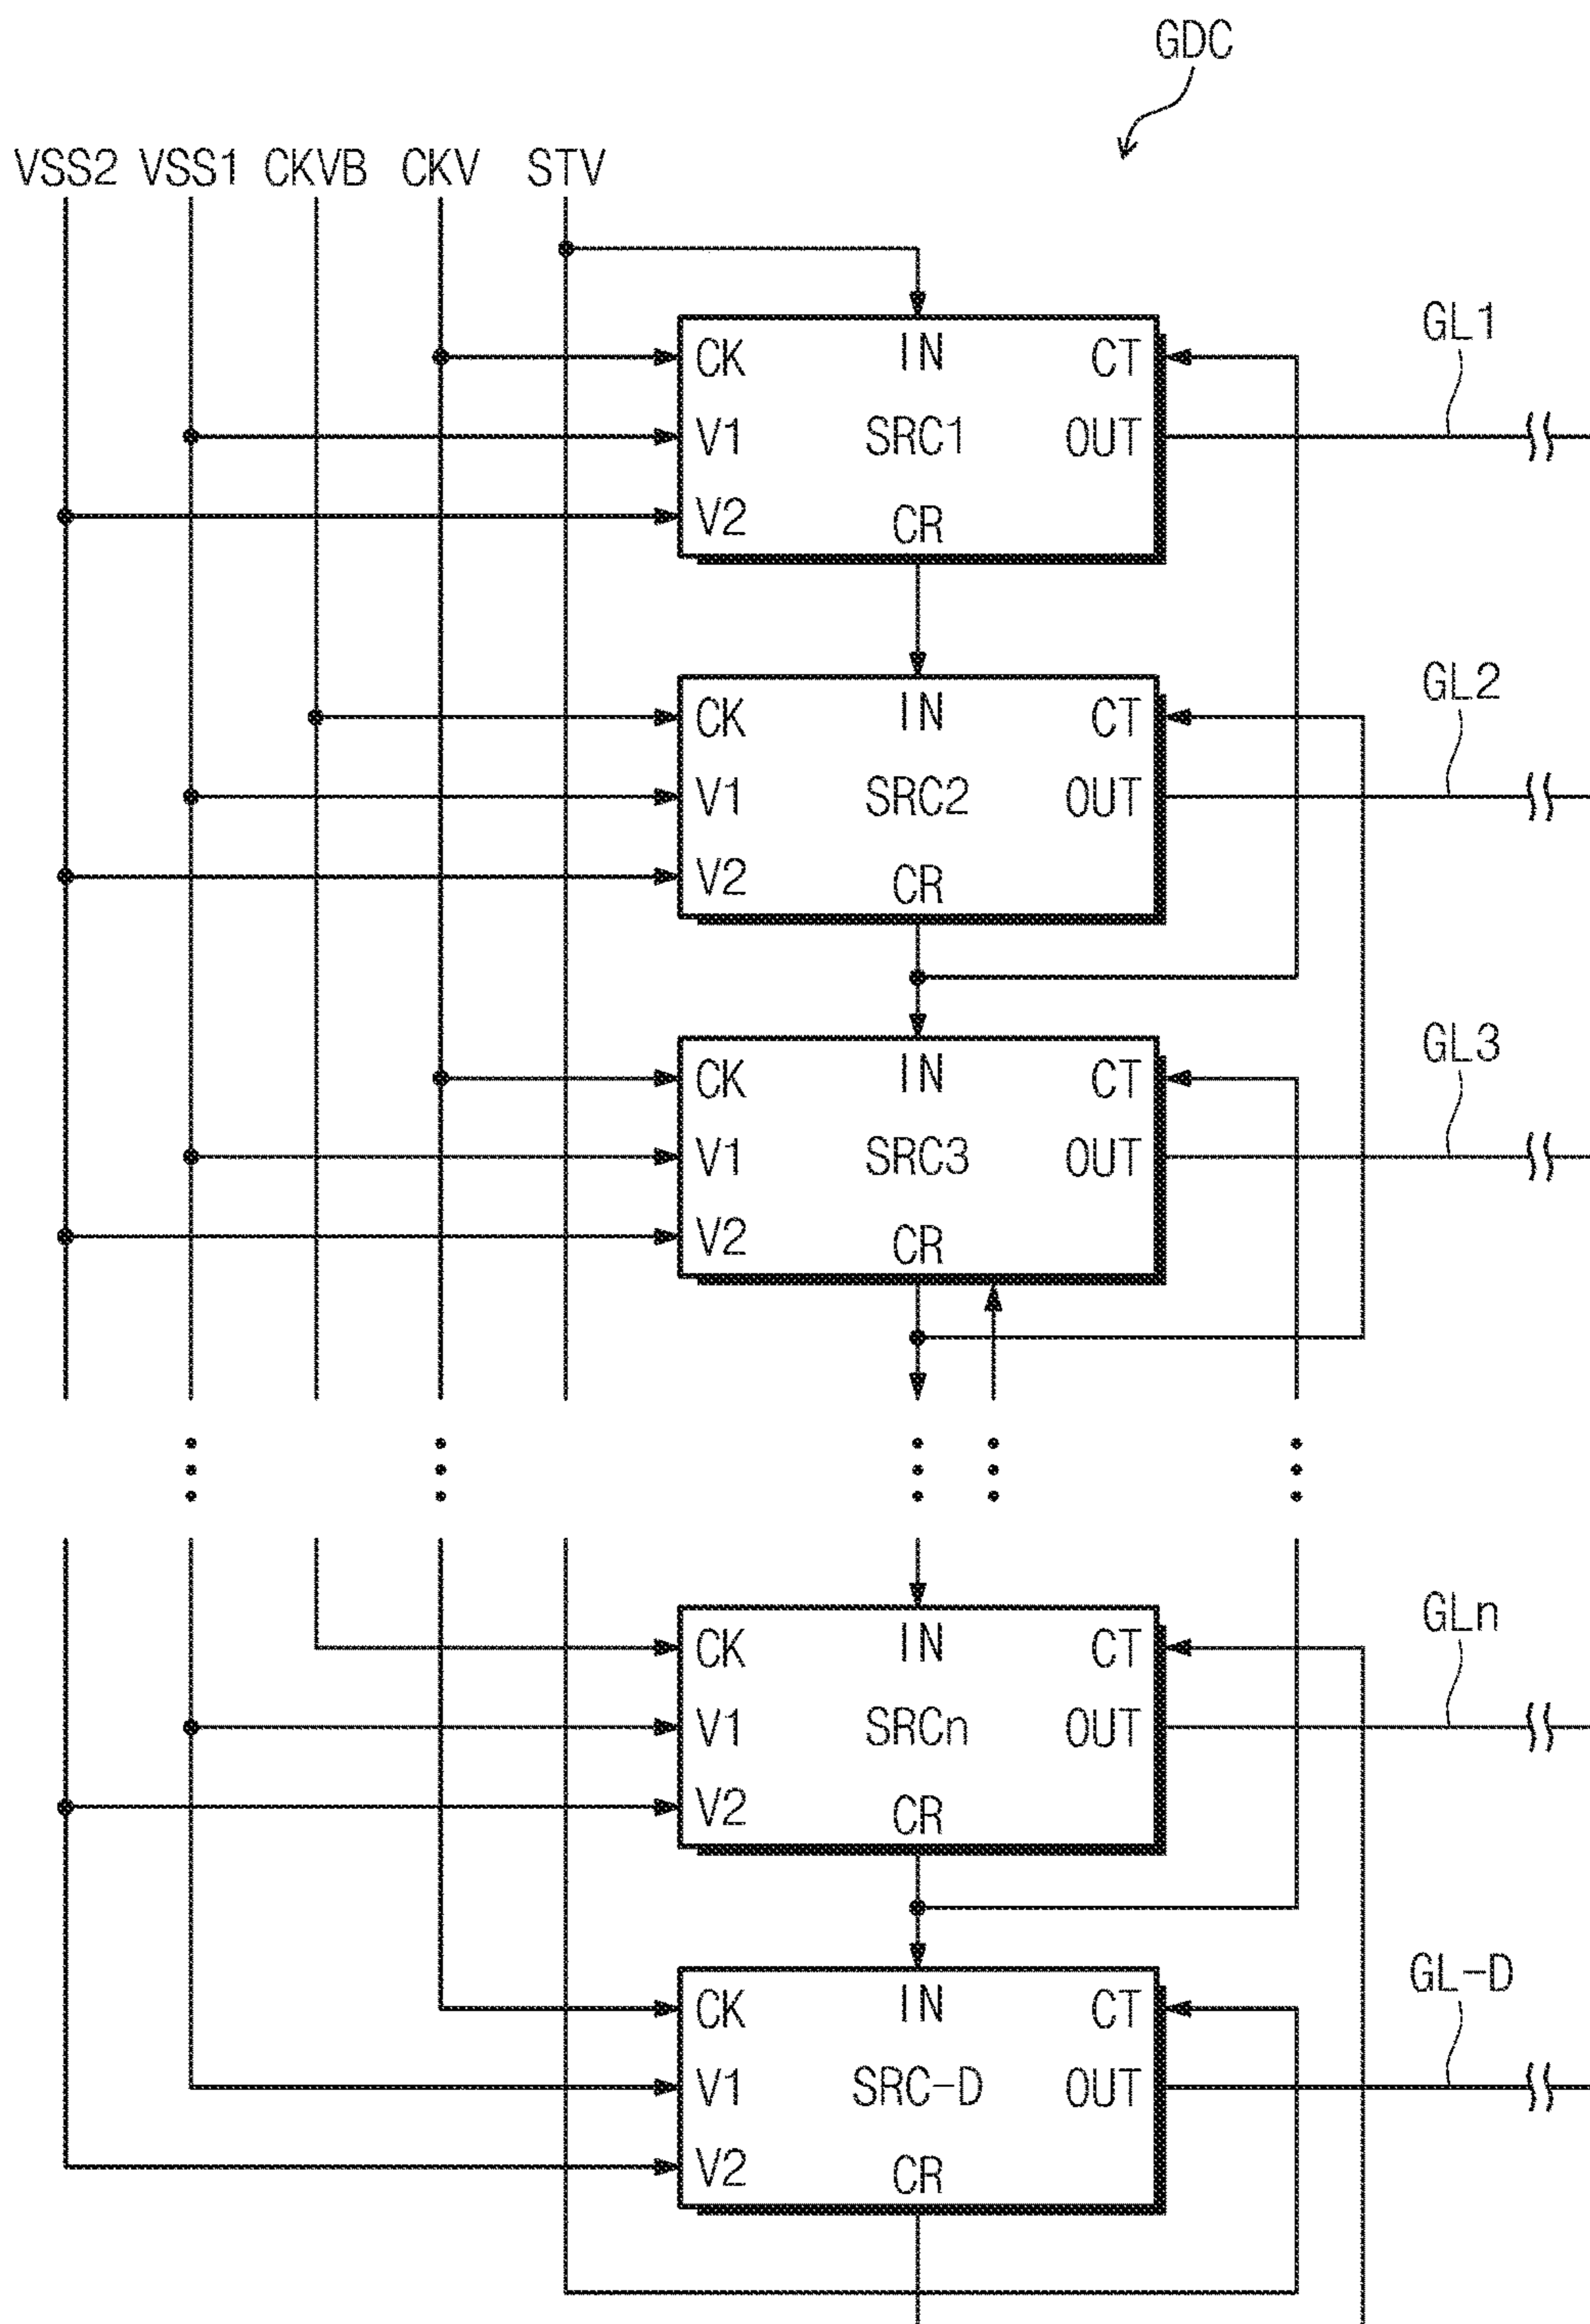 GDC
VSS2 VSS1 CKVB CKV STV
GL1
CK IN CT
V1 SRC1 OUT
V2 CR
GL2
CK IN CT
V1 SRC2 OUT
V2 CR
GL3
CK IN CT
V1 SRC3 OUT
V2 CR
GLn
CK IN CT
V1 SRCn OUT
V2 CR
GL-D
CK IN CT
V1 SRC-D OUT
V2 CR